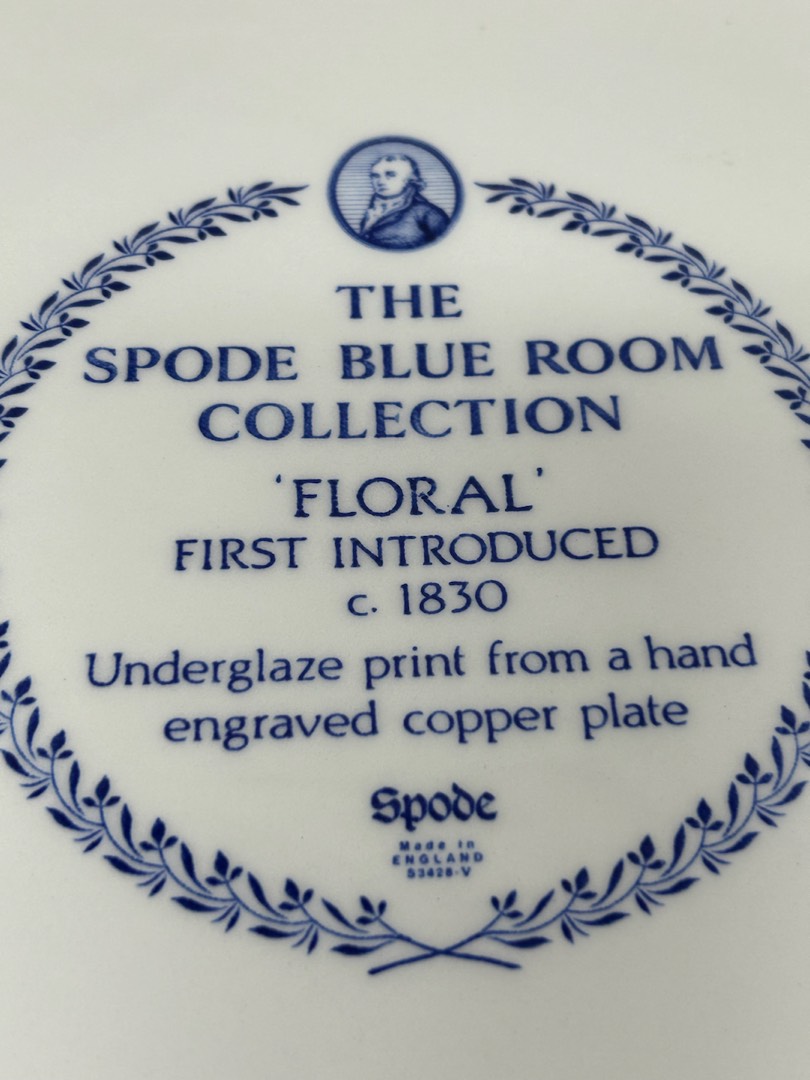 THE
SPODE BLUE ROOM
COLLECTION
'FLORAL'
FIRST INTRODUCED
c. 1830
Underglaze print from a hand
engraved copper plate
Spode
Made in
ENGLAND
S3428-V